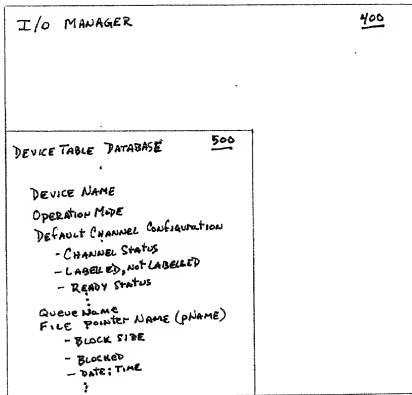 I/O MANAGER 400
DEVICE TABLE DATABASE 500
DEVICE NAME
OPERATION MODE
DEFAULT CHANNEL CONFIGURATION
- CHANNEL STATUS
- LABELLED, NOT LABELLED
- READY STATUS
QUEUE NAME
FILE POINTER NAME (PNAME)
- BLOCK SIZE
- BLOCKED
- DATE; TIME